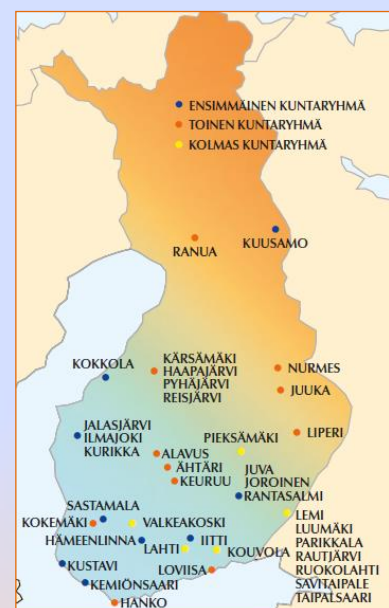 ENSIMMÄINEN KUNTARYHMÄ
TOINEN KUNTARYHMÄ
KOLMAS KUNTARYHMÄ
RANUA
KUUSAMO
KOKKOLA
KÄRSÄMÄKI
HAAPAJÄRVI
PYHÄJÄRVI
REISJÄRVI
NURMES
JUUKA
LIPERI
JALASJÄRVI
ILMAJOKI
KURIKKA
ALAVUS
ÄHTÄRI
KEURUU
PIEKSÄMÄKI
JUVA
JOROINEN
RANTASALMI
SASTAMALA
KOKEMÄKI
VALKEAKOSKI
HÄMEENLINNA
LAHTI
IITTI
KOUVOLA
LEMI
LUUMÄKI
PARIKKALA
RAUTJÄRVI
RUOKOLAHTI
SAVITAIPALE
TAIPALSAARI
KUSTAVI
KEMIÖNSAARI
LOVIISA
HANKO